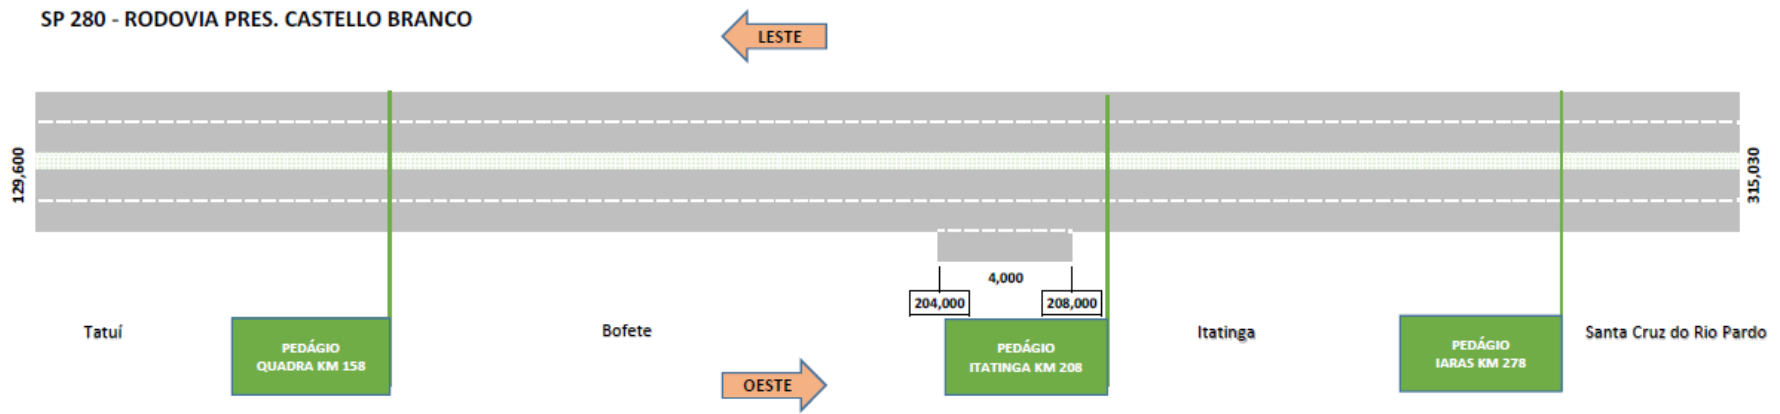 SP 280 - RODOVIA PRES. CASTELLO BRANCO
LESTE
129,600
315,030
4,000
204,000
208,000
Tatuí
PEDÁGIO
QUADRA KM 158
Bofete
PEDÁGIO
ITATINGA KM 208
Itatinga
PEDÁGIO
IARAS KM 278
Santa Cruz do Rio Pardo
OESTE